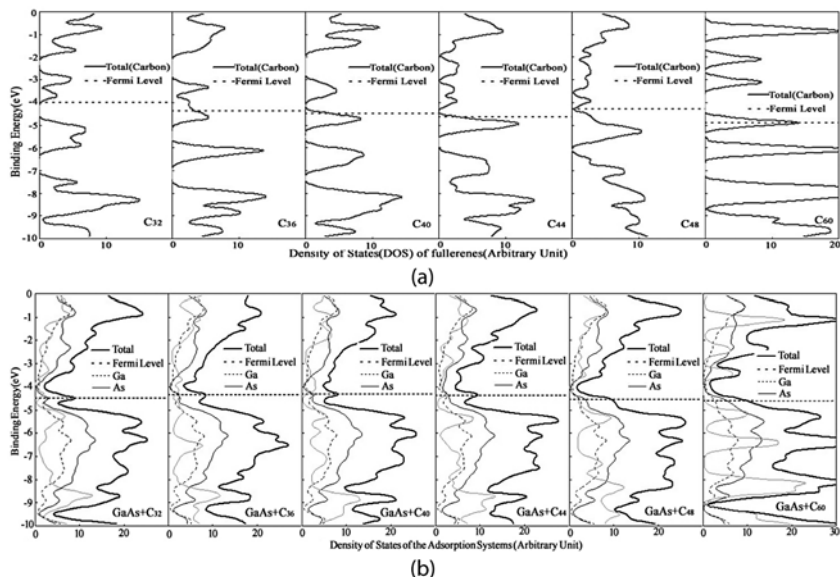 0
-1
-2
-3
-4
-5
-6
-7
-8
-9
-10
Binding Energy(eV)
Total(Carbon)
Fermi Level
C32
Total(Carbon)
Fermi Level
C36
Total(Carbon)
Fermi Level
C40
Total(Carbon)
Fermi Level
C44
Total(Carbon)
Fermi Level
C48
Total(Carbon)
Fermi Level
C60
0 10 0 10 0 10 0 10 0 10 0 5 10 15 20
Density of States(DOS) of fullerenes(Arbitrary Unit)
(a)
0
-1
-2
-3
-4
-5
-6
-7
-8
-9
-10
Binding Energy(eV)
Total
Fermi Level
Ga
As
GaAs+C32
Total
Fermi Level
Ga
As
GaAs+C36
Total
Fermi Level
Ga
As
GaAs+C40
Total
Fermi Level
Ga
As
GaAs+C44
Total
Fermi Level
Ga
As
GaAs+C48
Total
Fermi Level
Ga
As
GaAs+C60
0 10 20 0 10 20 0 10 20 0 10 20 0 10 20 0 10 20 30
Density of States of the Adsorption Systems(Arbitrary Unit)
(b)